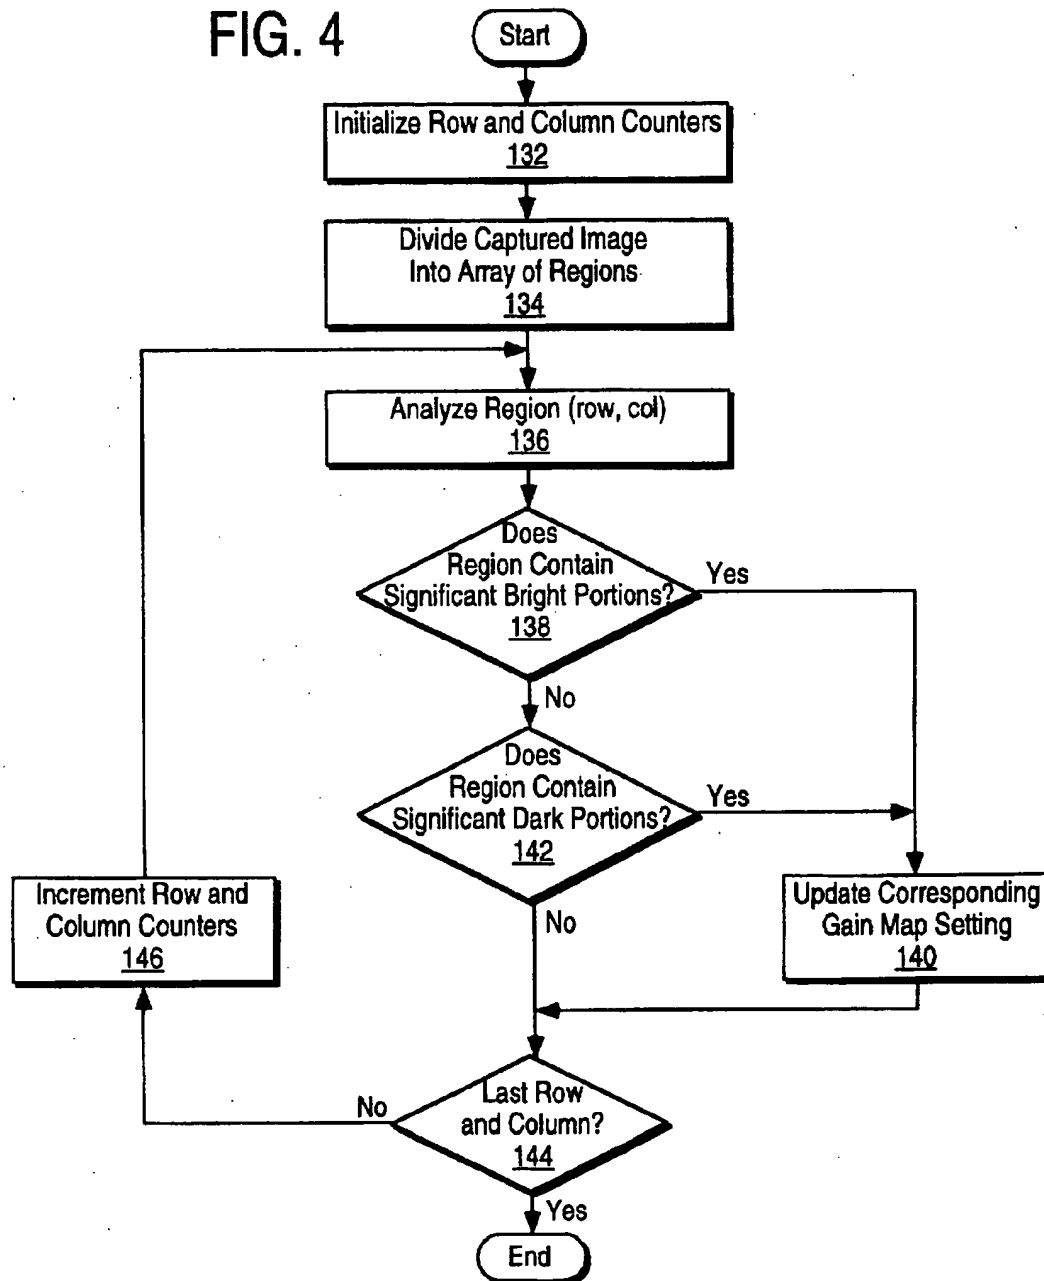 FIG. 4
Start
Initialize Row and Column Counters
132
Divide Captured Image
Into Array of Regions
134
Analyze Region (row, col)
136
Does
Region Contain
Significant Bright Portions?
138
Yes
No
Does
Region Contain
Significant Dark Portions?
142
Yes
No
Increment Row and
Column Counters
146
Update Corresponding
Gain Map Setting
140
Last Row
and Column?
144
No
Yes
End